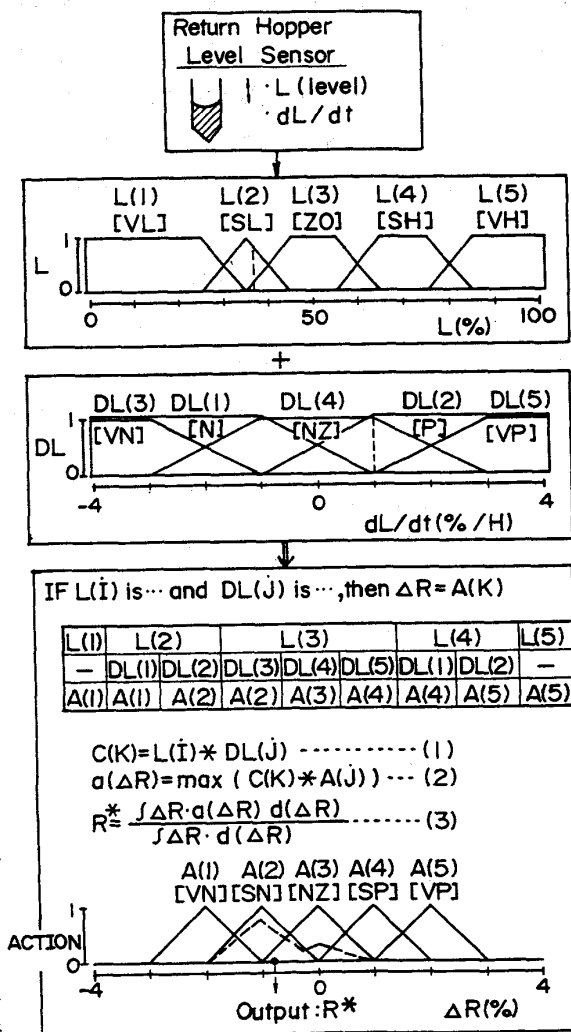 Return Hopper
Level Sensor
· L (level)
· dL/dt
L(1) L(2) L(3) L(4) L(5)
[VL] [SL] [ZO] [SH] [VH]
1
L
0
0 50 100
L(%)
+
DL(3) DL(1) DL(4) DL(2) DL(5)
1
[VN] [N] [NZ] [P] [VP]
DL
0
-4 0 4
dL/dt(%/H)
IF L(İ) is··· and DL(J̇) is ···, then ΔR=A(K)
L(1) L(2) L(3) L(4) L(5)
— DL(1) DL(2) DL(3) DL(4) DL(5) DL(1) DL(2) —
A(1) A(1) A(2) A(2) A(3) A(4) A(4) A(5) A(5)
C(K)=L(İ)* DL(J̇) ----------- (1)
a(ΔR)=max ( C(K)*A(J̇)) --- (2)
R*= ∫ΔR·a(ΔR) d(ΔR) / ∫ΔR· d(ΔR) ------- (3)
A(1) A(2) A(3) A(4) A(5)
[VN] [SN] [NZ] [SP] [VP]
1
ACTION
0
-4 0 4
Output:R* ΔR(%)